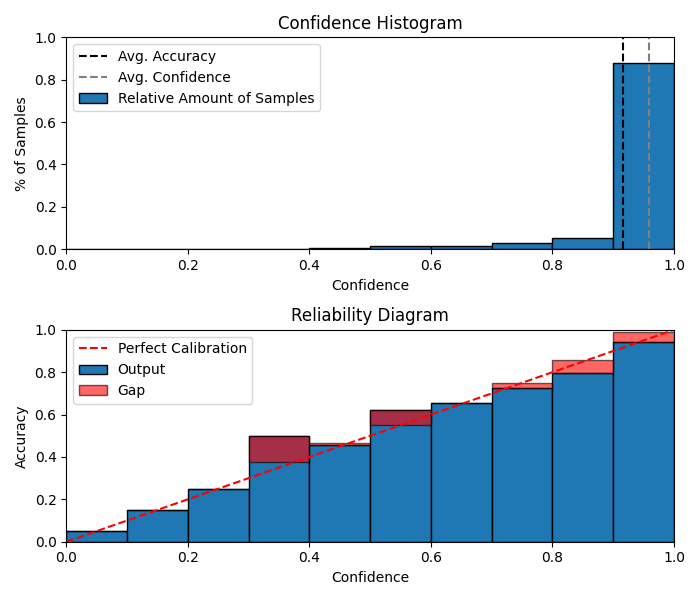 Confidence Histogram
1.0
0.8
0.6
0.4
0.2
0.0
% of Samples
Avg. Accuracy
Avg. Confidence
Relative Amount of Samples
0.0 0.2 0.4 0.6 0.8 1.0
Confidence
Reliability Diagram
1.0
0.8
0.6
0.4
0.2
0.0
Accuracy
Perfect Calibration
Output
Gap
0.0 0.2 0.4 0.6 0.8 1.0
Confidence